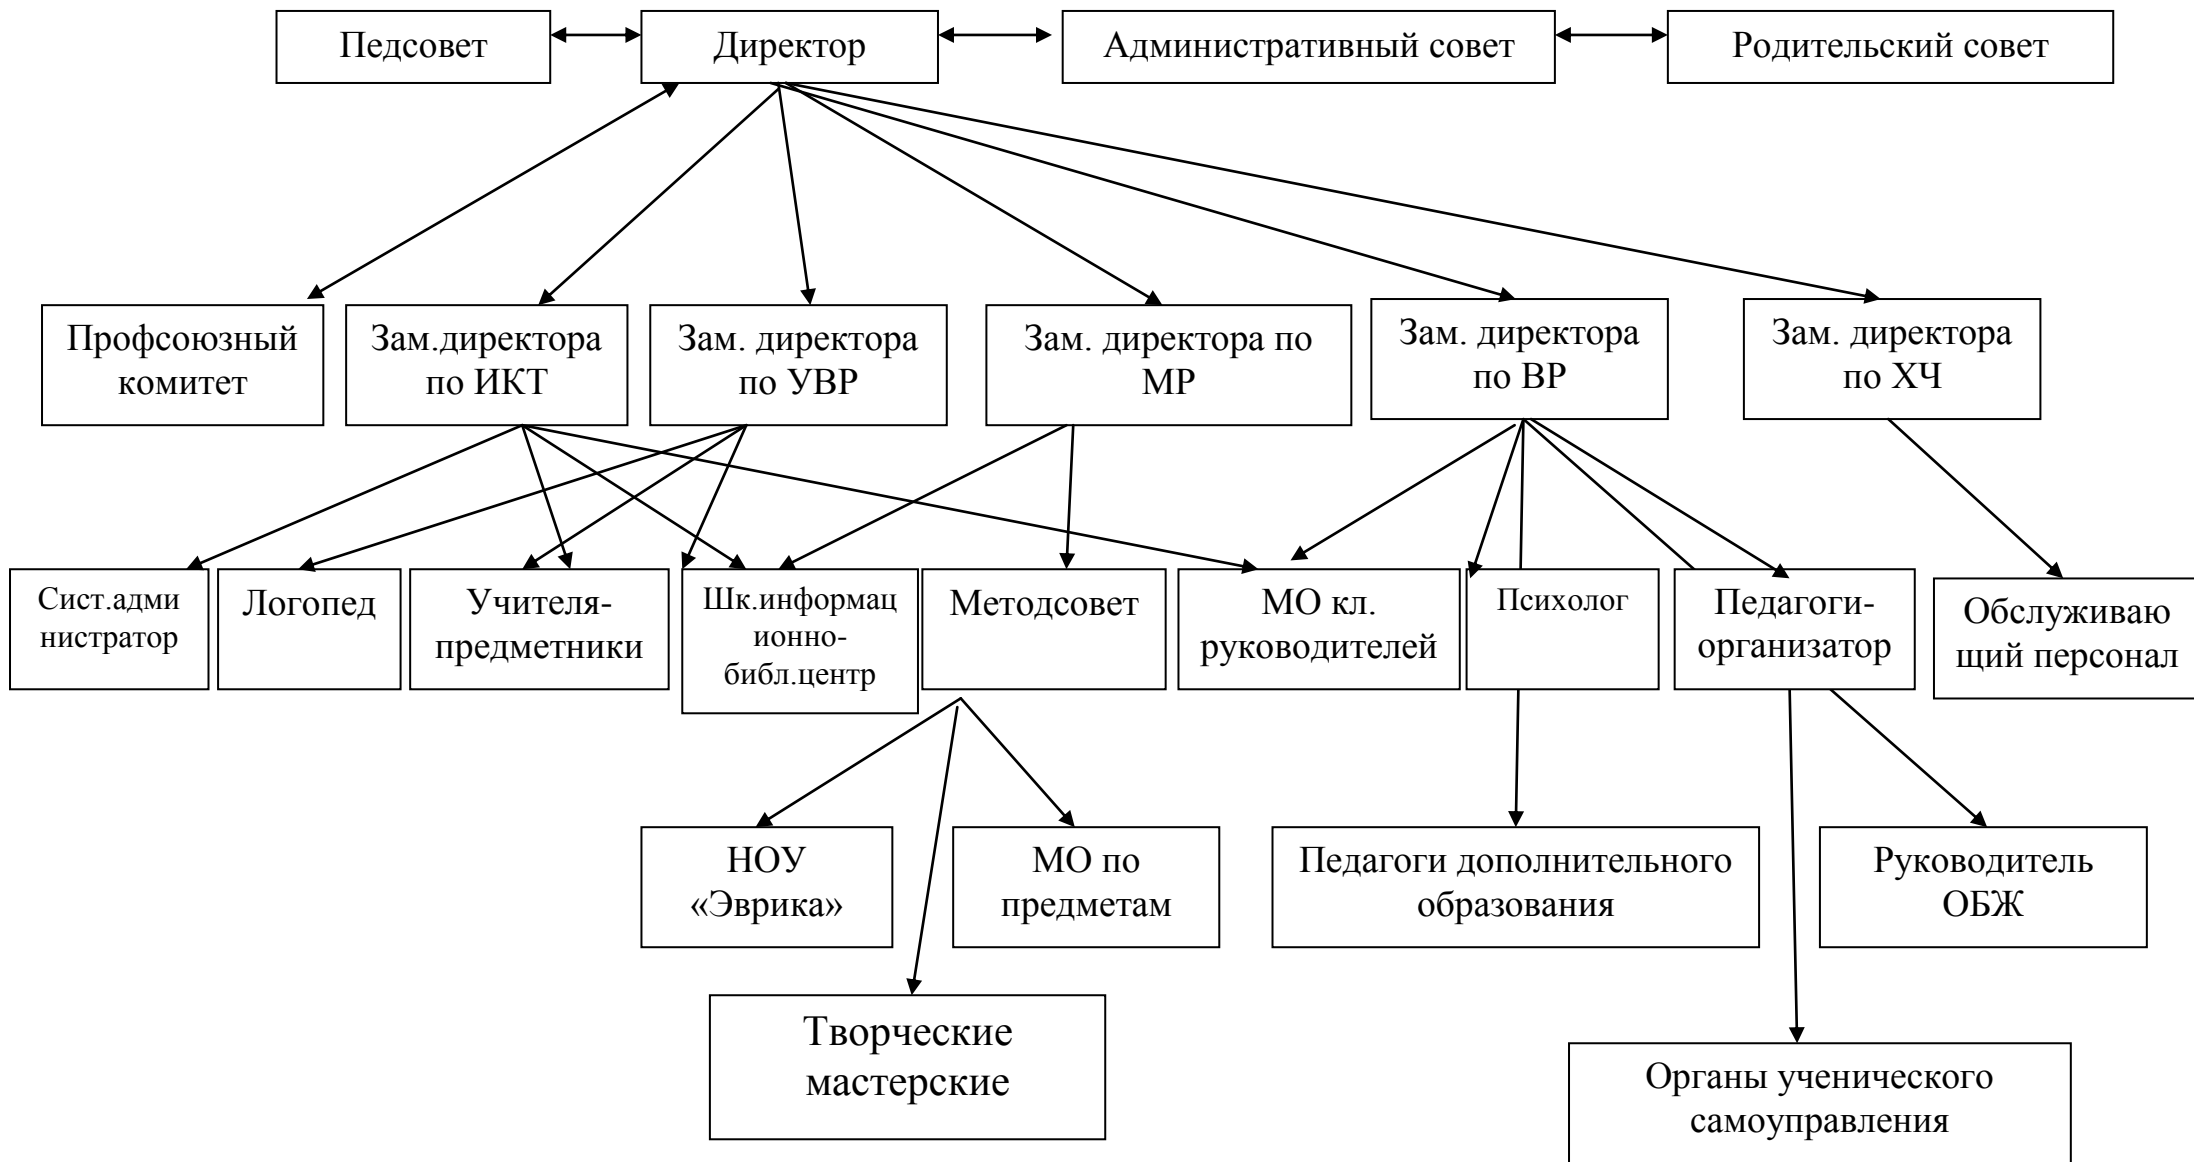 Педсовет
Директор
Административный совет
Родительский совет
Профсоюзный
комитет
Зам.директора
по ИКТ
Зам. директора
по УВР
Зам. директора по
МР
Зам. директора
по ВР
Зам. директора
по ХЧ
Сист.адми
нистратор
Логопед
Учителя-
предметники
Шк.информац
ионно-
библ.центр
Методсовет
МО кл.
руководителей
Психолог
Педагоги-
организатор
Обслуживаю
щий персонал
НОУ
«Эврика»
МО по
предметам
Педагоги дополнительного
образования
Руководитель
ОБЖ
Творческие
мастерские
Органы ученического
самоуправления